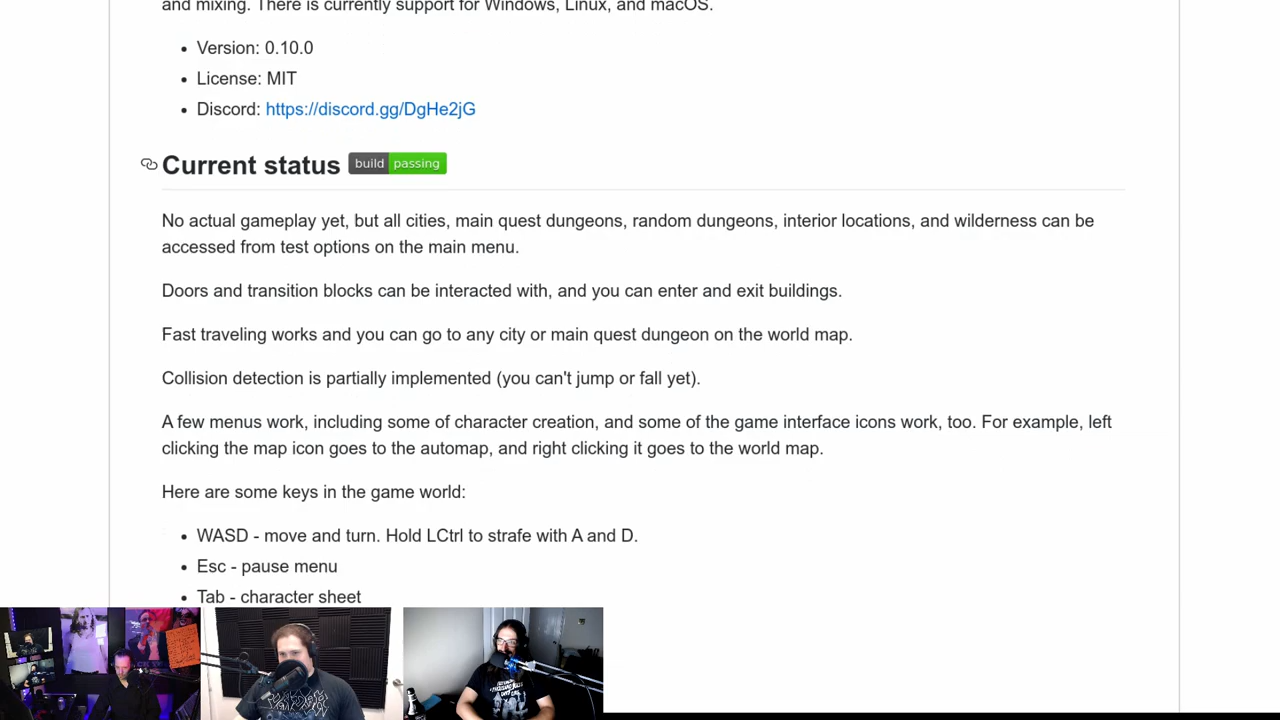 and mixing. There is currently support for Windows, Linux, and macOS.
Version: 0.10.0
License: MIT
Discord: https://discord.gg/DgHe2jG
Current status build passing
No actual gameplay yet, but all cities, main quest dungeons, random dungeons, interior locations, and wilderness can be
accessed from test options on the main menu.
Doors and transition blocks can be interacted with, and you can enter and exit buildings.
Fast traveling works and you can go to any city or main quest dungeon on the world map.
Collision detection is partially implemented (you can't jump or fall yet).
A few menus work, including some of character creation, and some of the game interface icons work, too. For example, left
clicking the map icon goes to the automap, and right clicking it goes to the world map.
Here are some keys in the game world:
WASD - move and turn. Hold LCtrl to strafe with A and D.
Esc - pause menu
Tab - character sheet